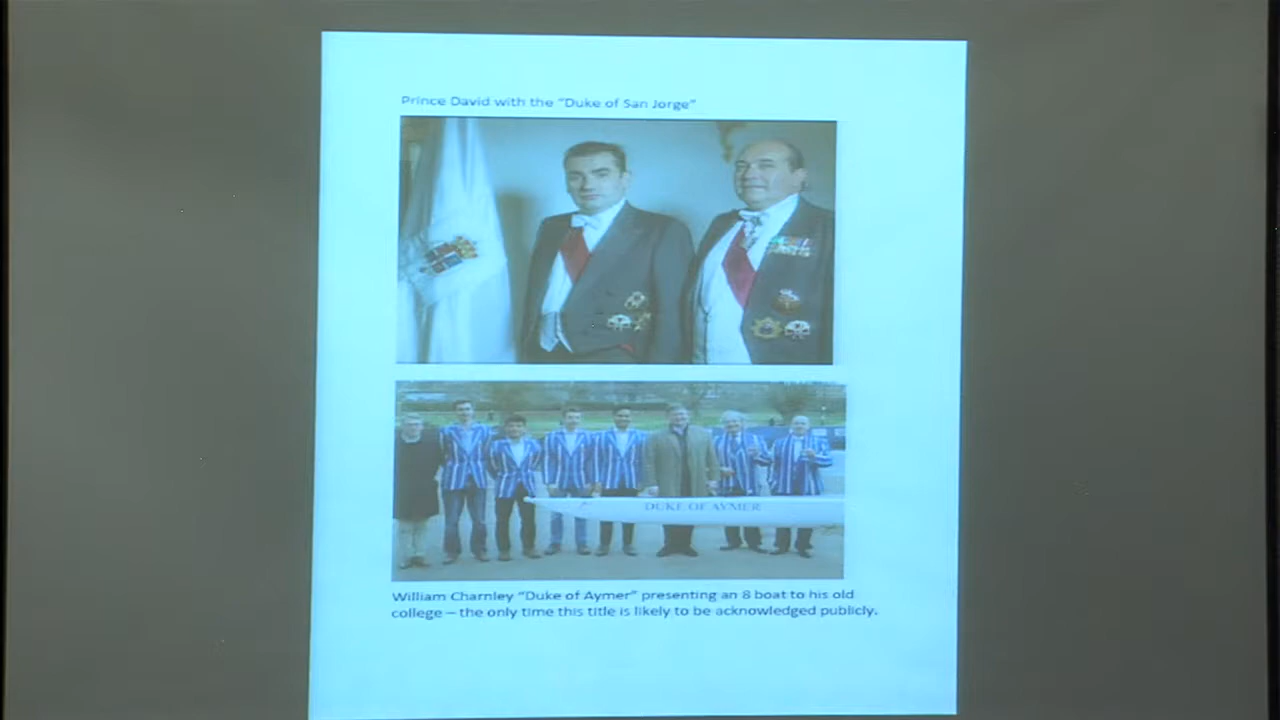 Prince David with the “Duke of San Jorge”
DUKE OF AYMER
William Charnley “Duke of Aymer” presenting an 8 boat to his old
college – the only time this title is likely to be acknowledged publicly.